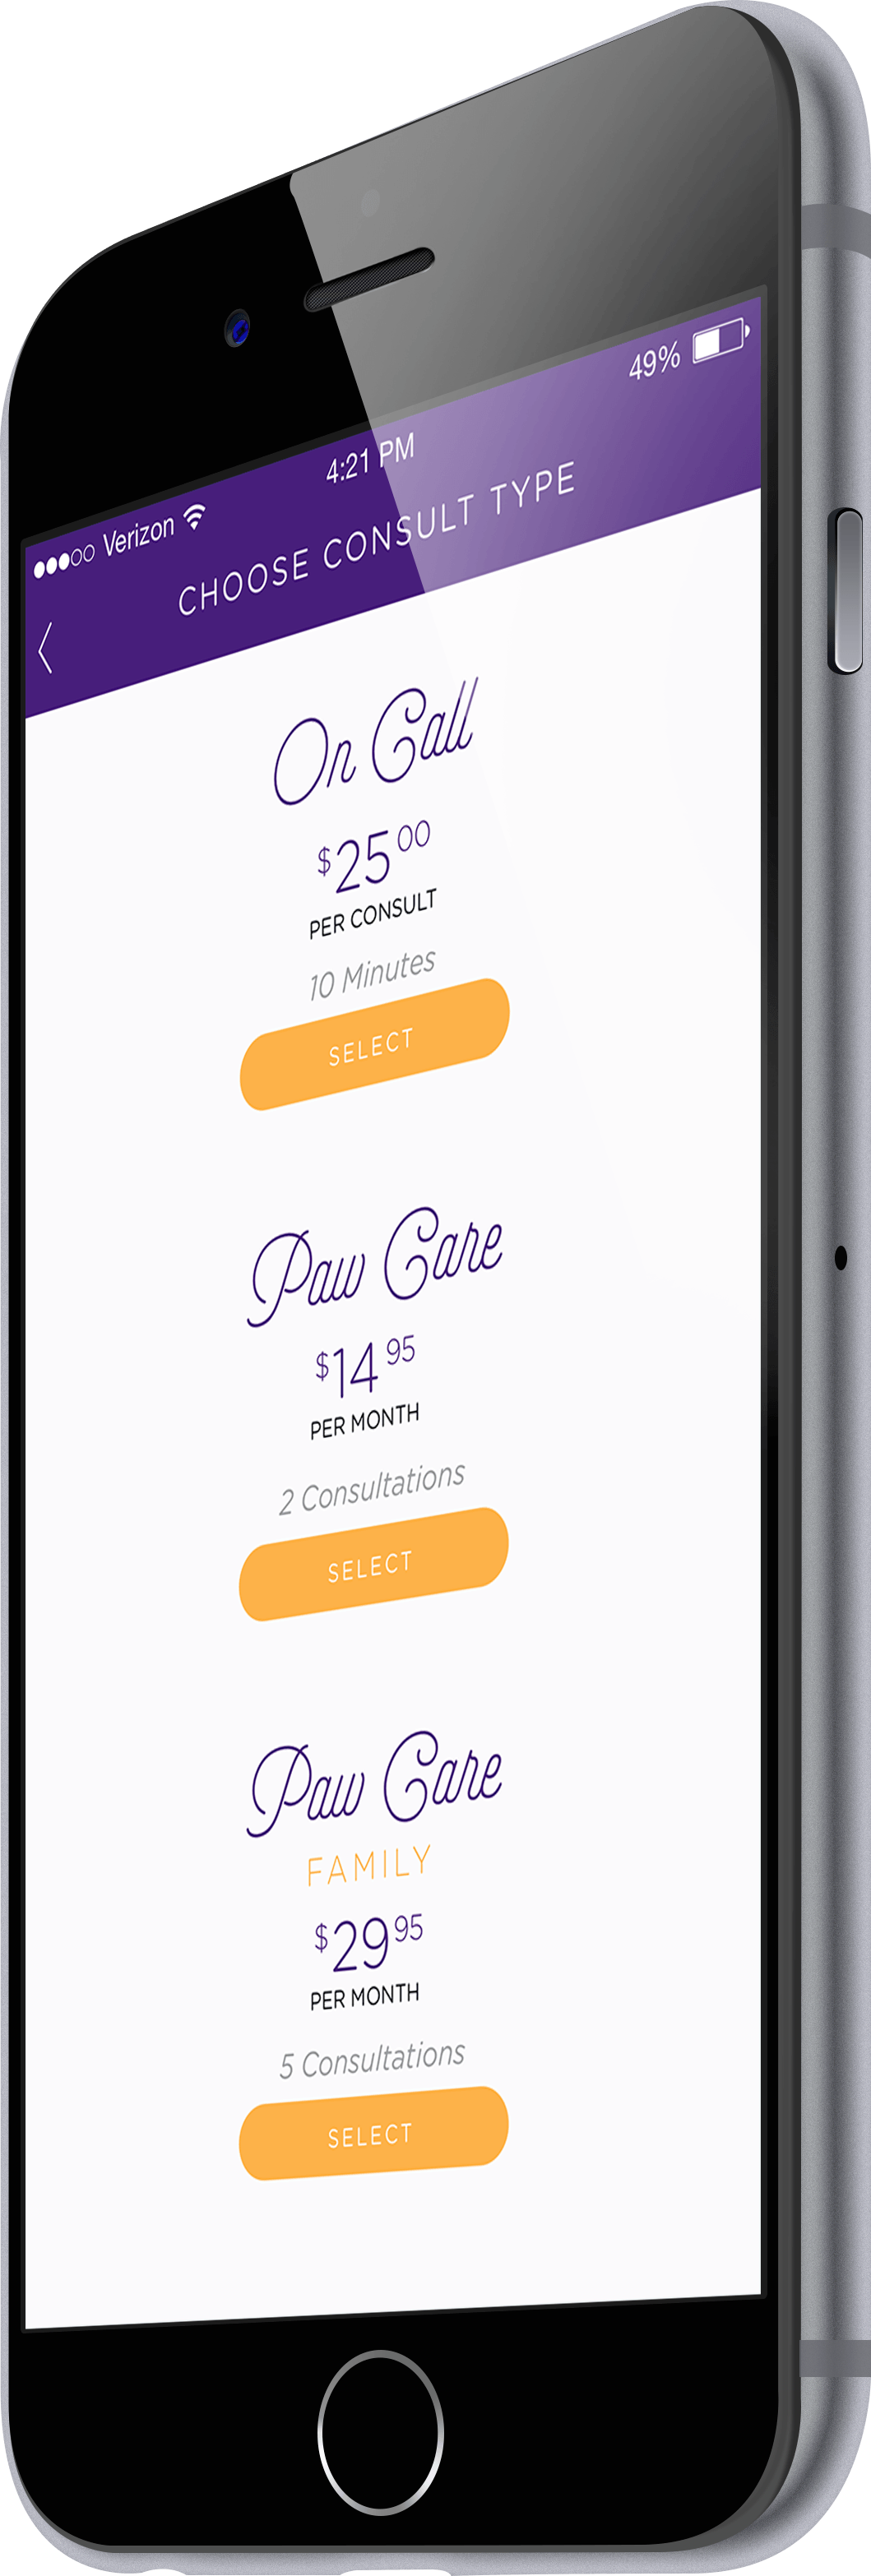 ●●●○○ Verizon 4:21 PM 49%
CHOOSE CONSULT TYPE
On Call
$25 00
PER CONSULT
10 Minutes
SELECT
Paw Care
$14 95
PER MONTH
2 Consultations
SELECT
Paw Care
FAMILY
$29 95
PER MONTH
5 Consultations
SELECT